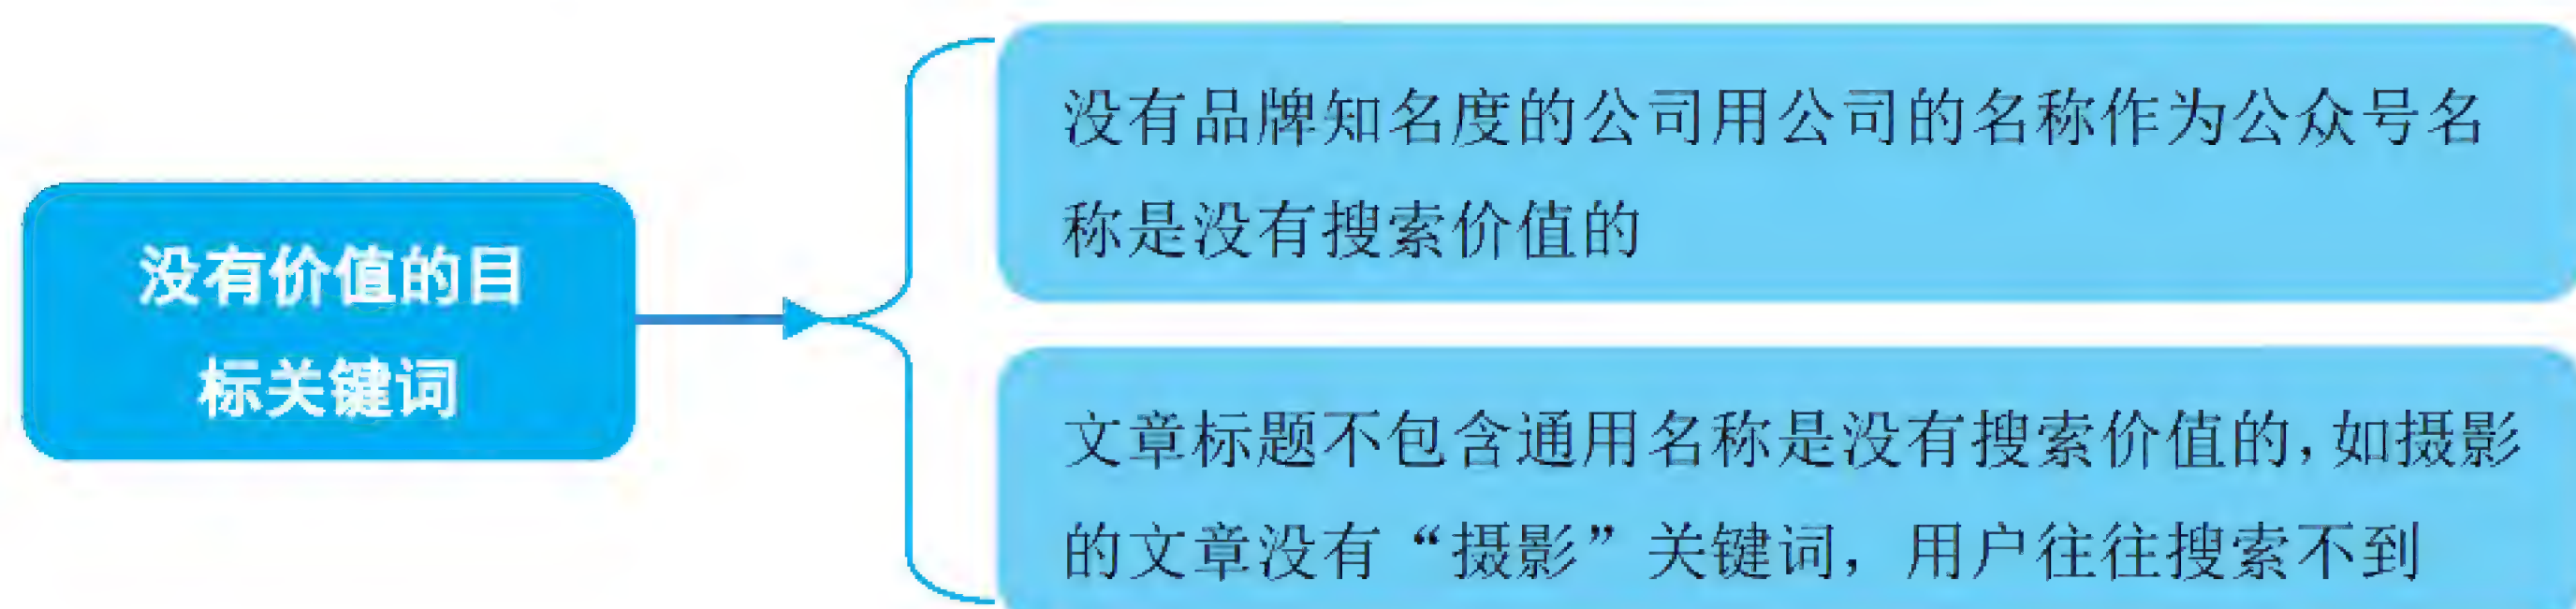 没有价值的目
标关键词
没有品牌知名度的公司用公司的名称作为公众号名
称是没有搜索价值的
文章标题不包含通用名称是没有搜索价值的，如摄影
的文章没有“摄影”关键词，用户往往搜索不到